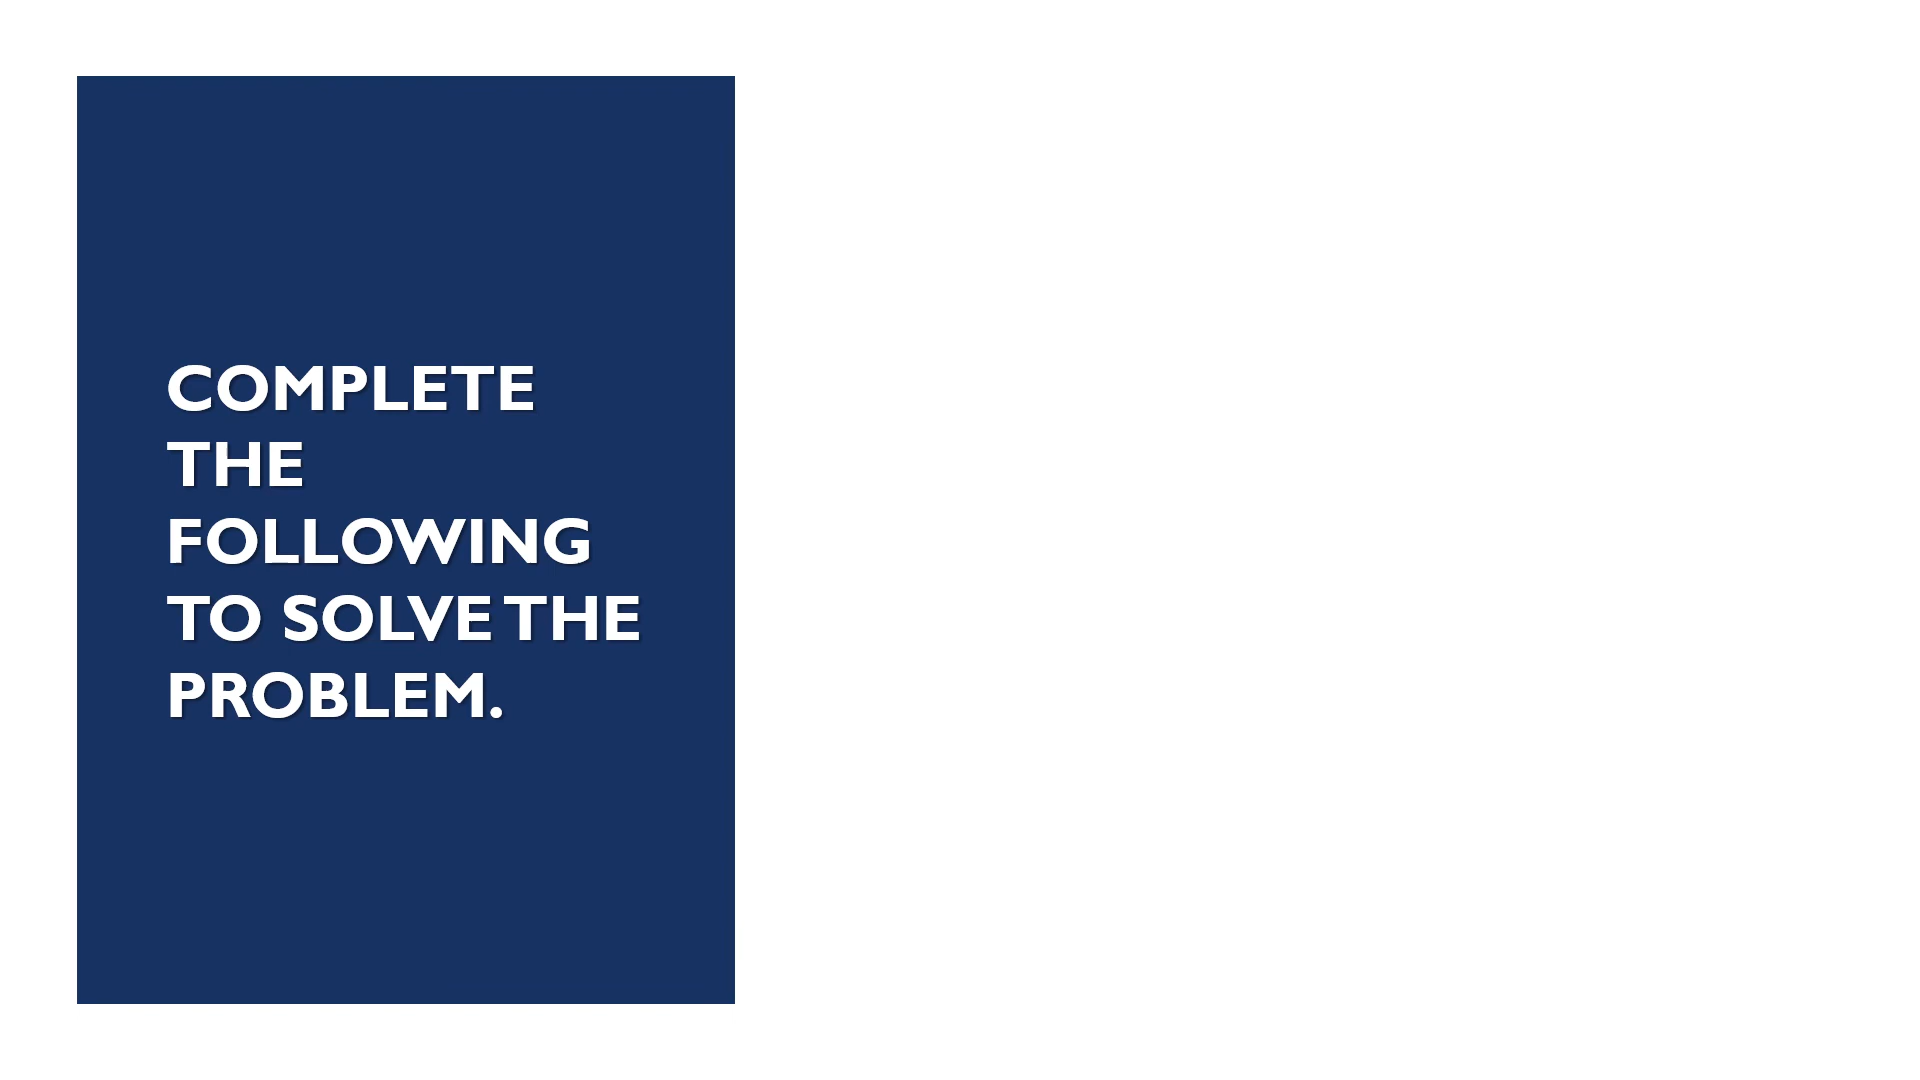 COMPLETE
THE
FOLLOWING
TO SOLVE THE
PROBLEM.